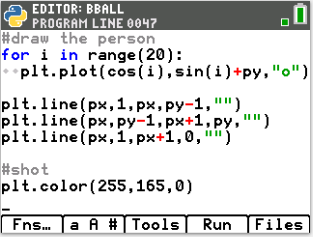 EDITOR: BBALL
PROGRAM LINE 0047
#draw the person
for i in range(20):
◆◆plt.plot(cos(i),sin(i)+py,"o")
plt.line(px,1,px,py-1,"")
plt.line(px,py-1,px+1,py,"")
plt.line(px,1,px+1,0,"")
#shot
plt.color(255,165,0)
_
Fns… a A # Tools Run Files